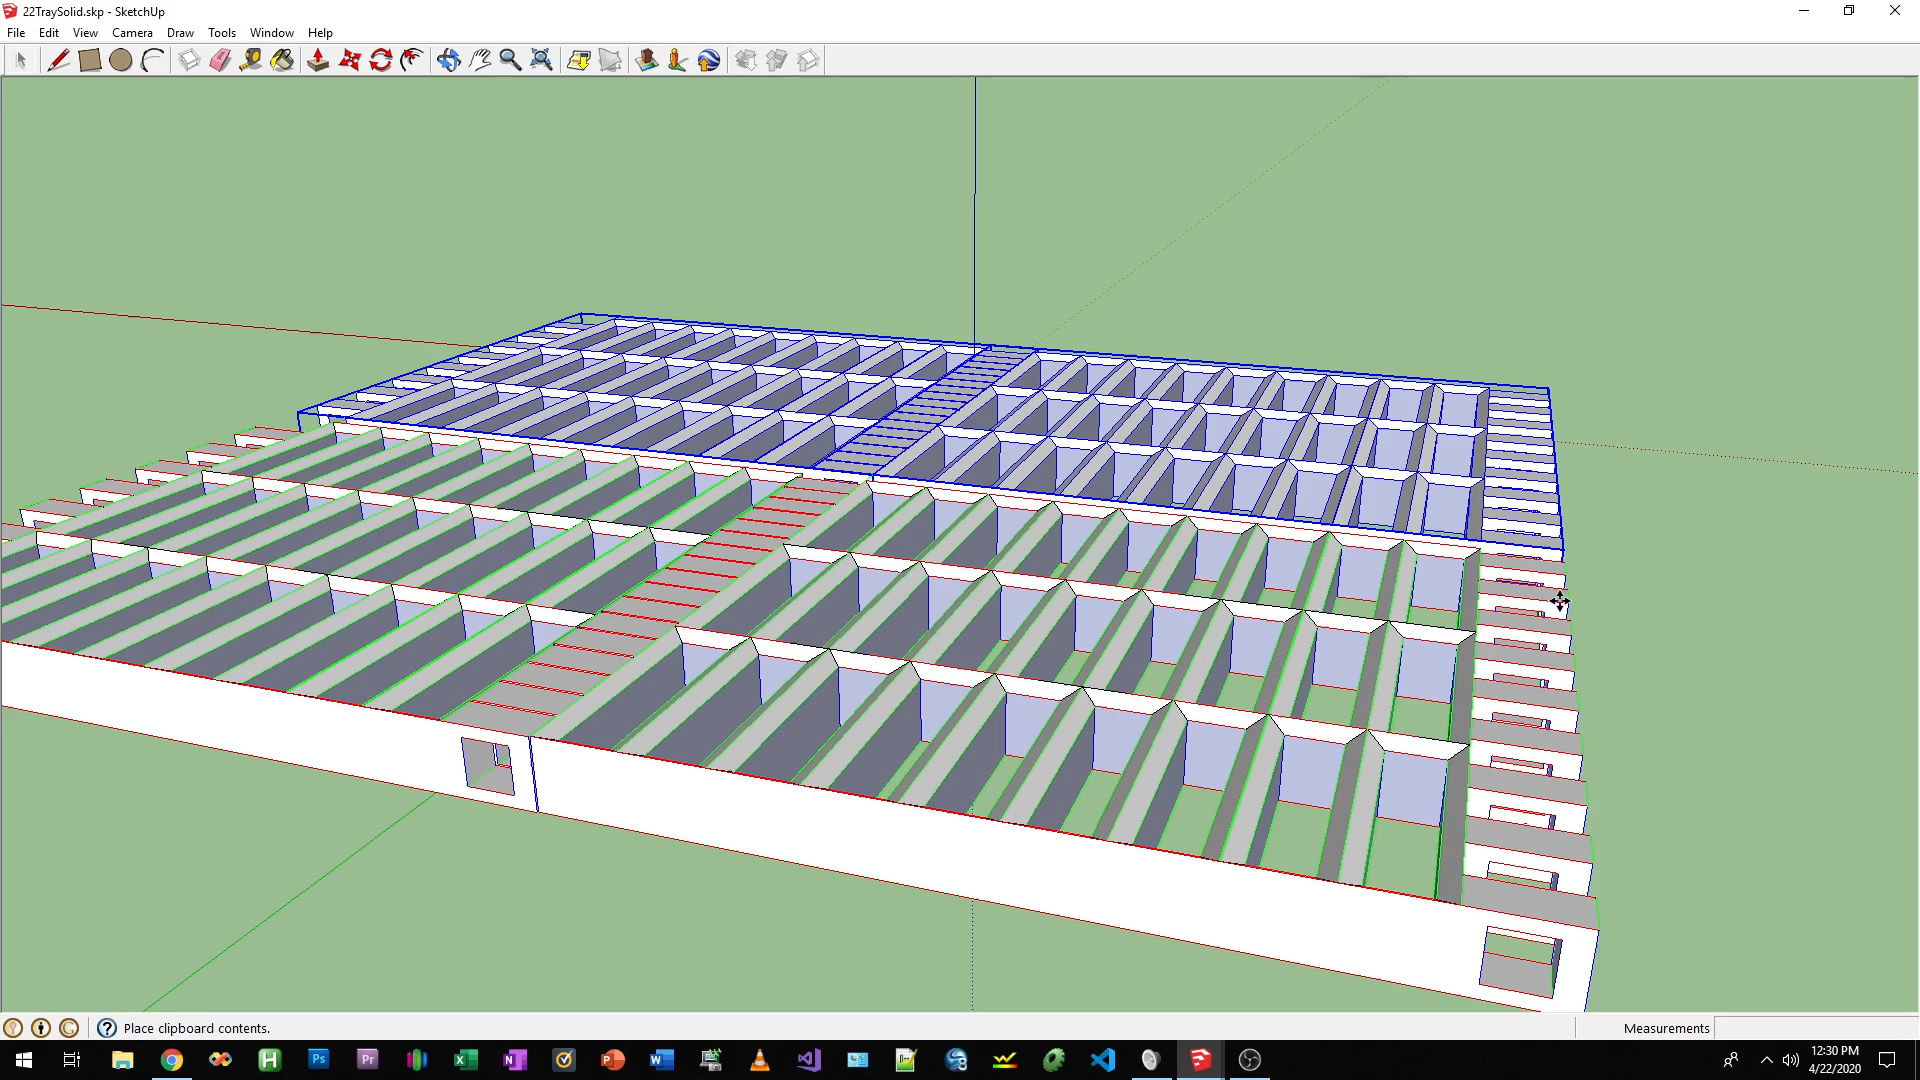 22TraySolid.skp - SketchUp
File Edit View Camera Draw Tools Window Help
Place clipboard contents.
Measurements
12:30 PM
4/22/2020